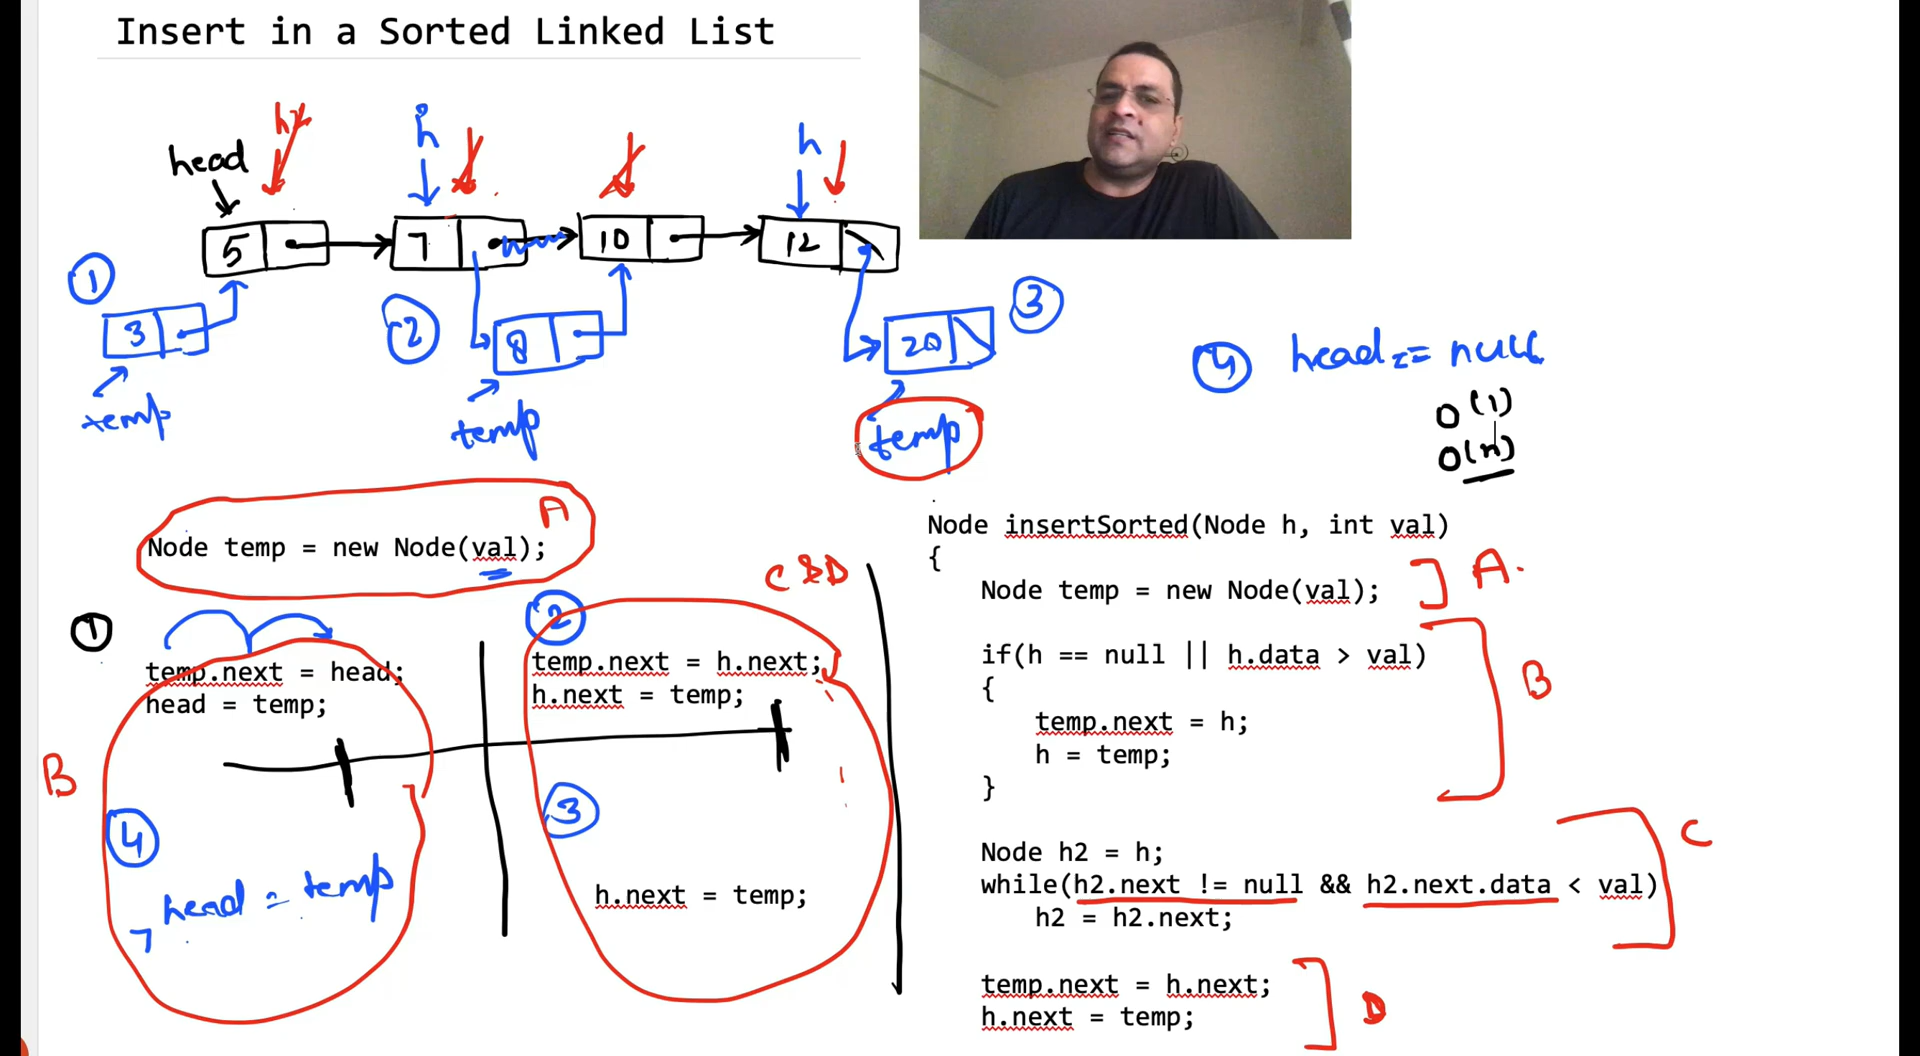 Insert in a Sorted Linked List
head h2 h h
5 7 10 12
1 3 2 8 20 3
temp temp temp
4 head == null
O(1)
O(n)
A
Node temp = new Node(val);
1
temp.next = head;
head = temp;
B
4
head = temp
C & D
2
temp.next = h.next;
h.next = temp;
3
h.next = temp;
Node insertSorted(Node h, int val)
{
Node temp = new Node(val); A.
if(h == null || h.data > val)
{
temp.next = h; B
h = temp;
}
Node h2 = h; C
while(h2.next != null && h2.next.data < val)
h2 = h2.next;
temp.next = h.next;
h.next = temp; D